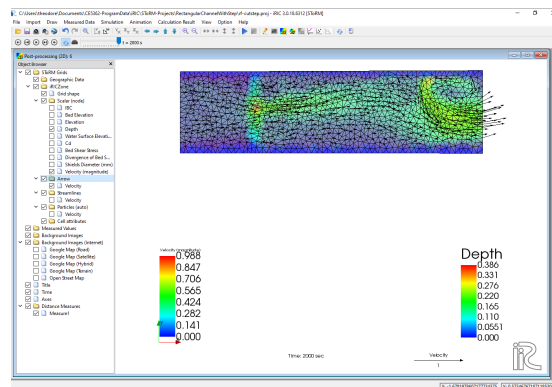 C:\Users\theodore\Documents\CE5362-ProgramData\iRIC\STeRM-Projects\RectangularChannelWithStep\rf-outstep.proj - iRIC 3.0.18.6312 [STeRM]
File Import Draw Measured Data Simulation Animation Calculation Result View Option Help
t = 2000 s
Post-processing (2D): 6
Object Browser
STeRM Grids
Geographic Data
iRICZone
Grid shape
Scalar (node)
IBC
Bed Elevation
Elevation
Depth
Water Surface Elevati...
Cd
Bed Shear Stress
Divergence of Bed S...
Shields Diameter (mm)
Velocity (magnitude)
Arrow
Velocity
Streamlines
Velocity
Particles (auto)
Velocity
Cell attributes
Measured Values
Background Images
Background Images (Internet)
Google Map (Road)
Google Map (Satellite)
Google Map (Hybrid)
Google Map (Terrain)
Open Street Map
Title
Time
Axes
Distance Measures
Measure1
Velocity (magnitude)
0.988
0.847
0.706
0.565
0.424
0.282
0.141
0.000
Depth
0.386
0.331
0.276
0.220
0.165
0.110
0.0551
0.000
Time: 2000 sec
Velocity
1